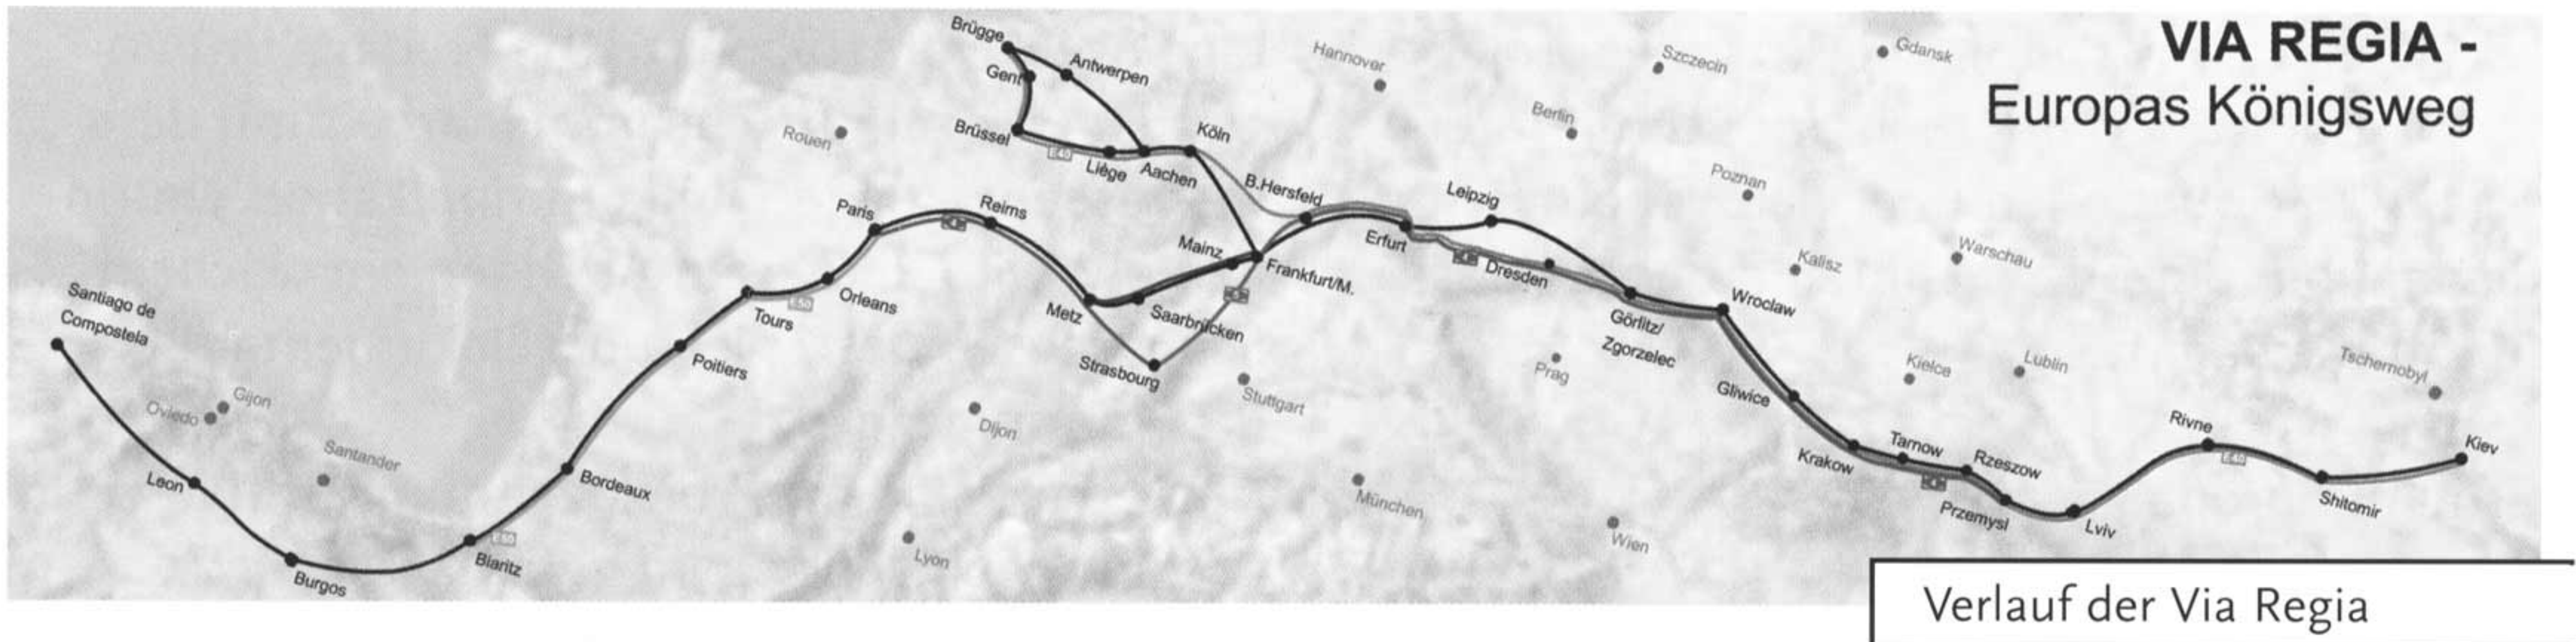 VIA REGIA -
Europas Königsweg
Brügge
Gent
Antwerpen
Brüssel
Liège
Aachen
Köln
Hannover
Szczecin
Gdansk
Berlin
Rouen
Poznan
B.Hersfeld
Leipzig
Paris
Reims
Mainz
Erfurt
Frankfurt/M.
Dresden
Kalisz
Warschau
Santiago de
Compostela
Orleans
Tours
Metz
Saarbrücken
Strasbourg
Görlitz/
Zgorzelec
Wroclaw
Poitiers
Prag
Stuttgart
Gliwice
Kielce
Lublin
Tschernobyl
Oviedo
Gijon
Santander
Dijon
Krakow
Tarnow
Rzeszow
Rivne
Kiev
Leon
Bordeaux
München
Przemysl
Lviv
Shitomir
E50
Burgos
Biaritz
E50
Lyon
Wien
Verlauf der Via Regia